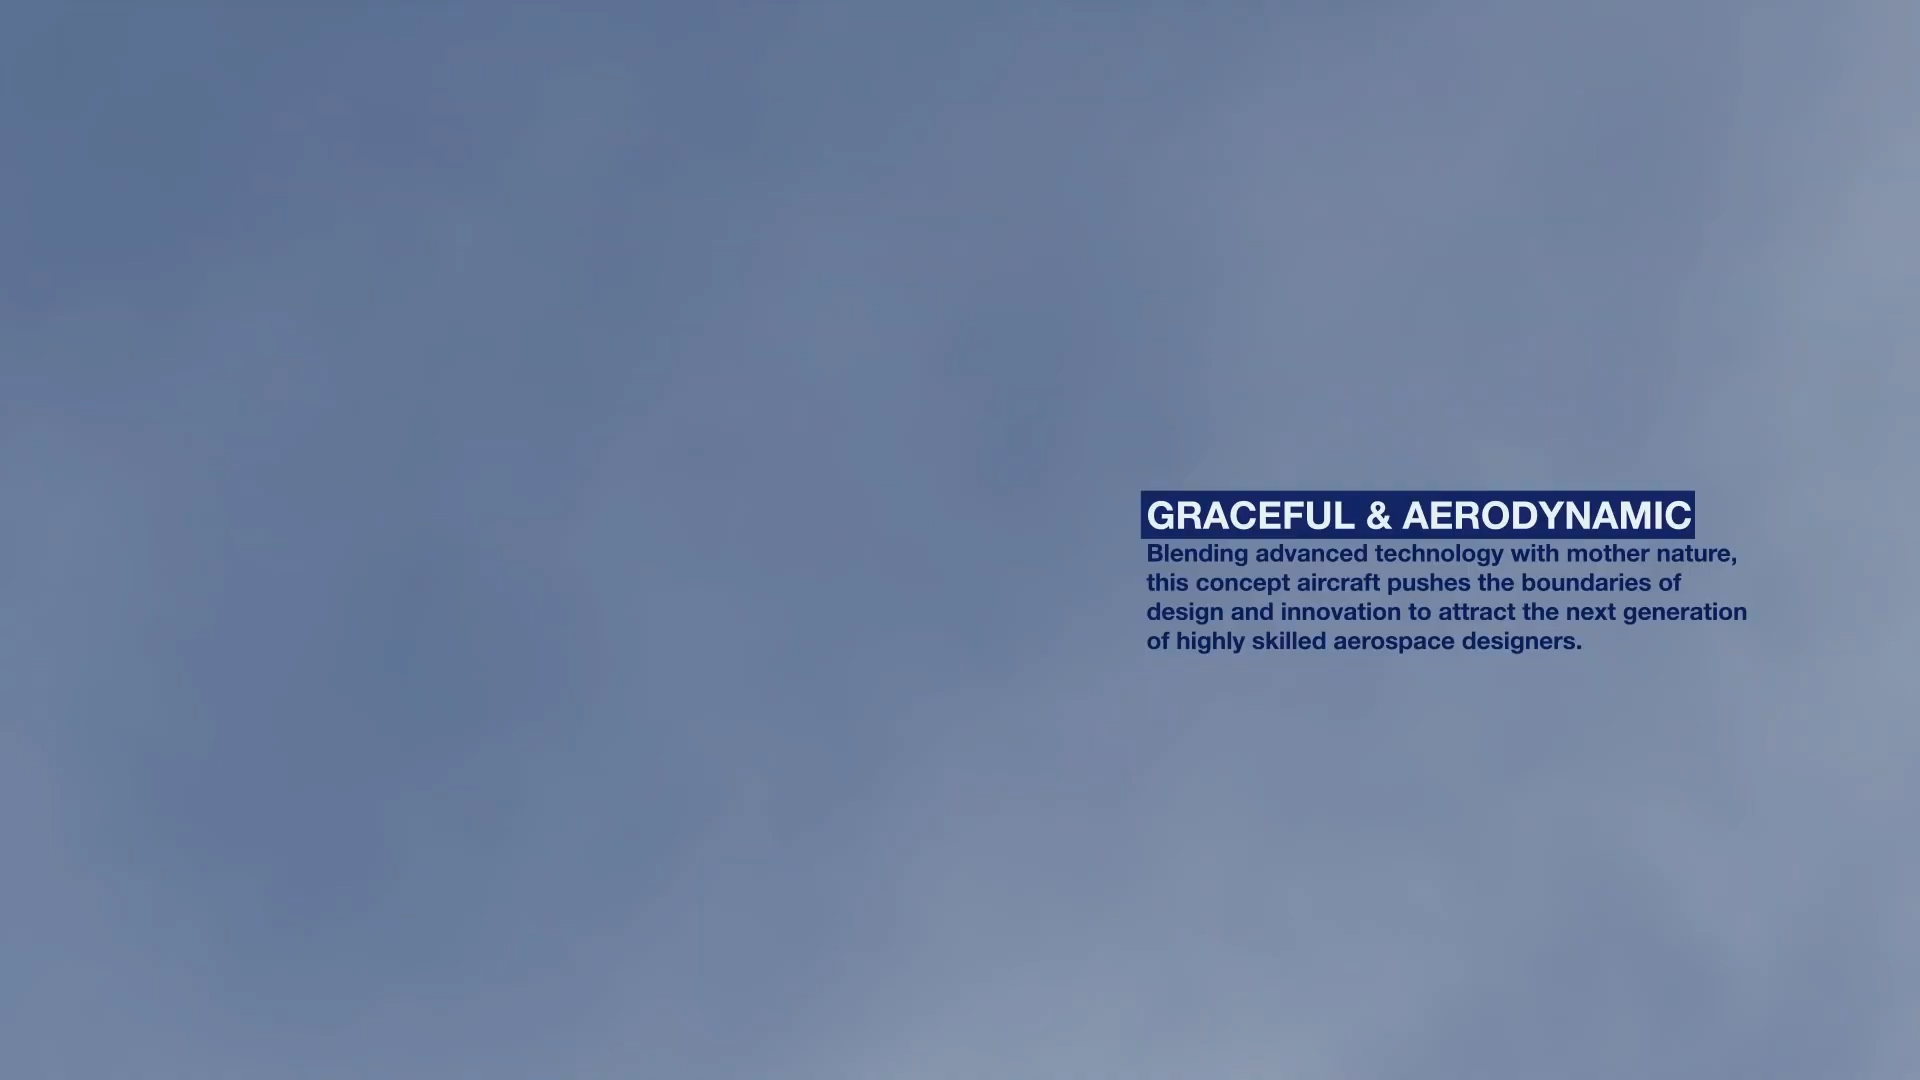 GRACEFUL & AERODYNAMIC
Blending advanced technology with mother nature,
this concept aircraft pushes the boundaries of
design and innovation to attract the next generation
of highly skilled aerospace designers.